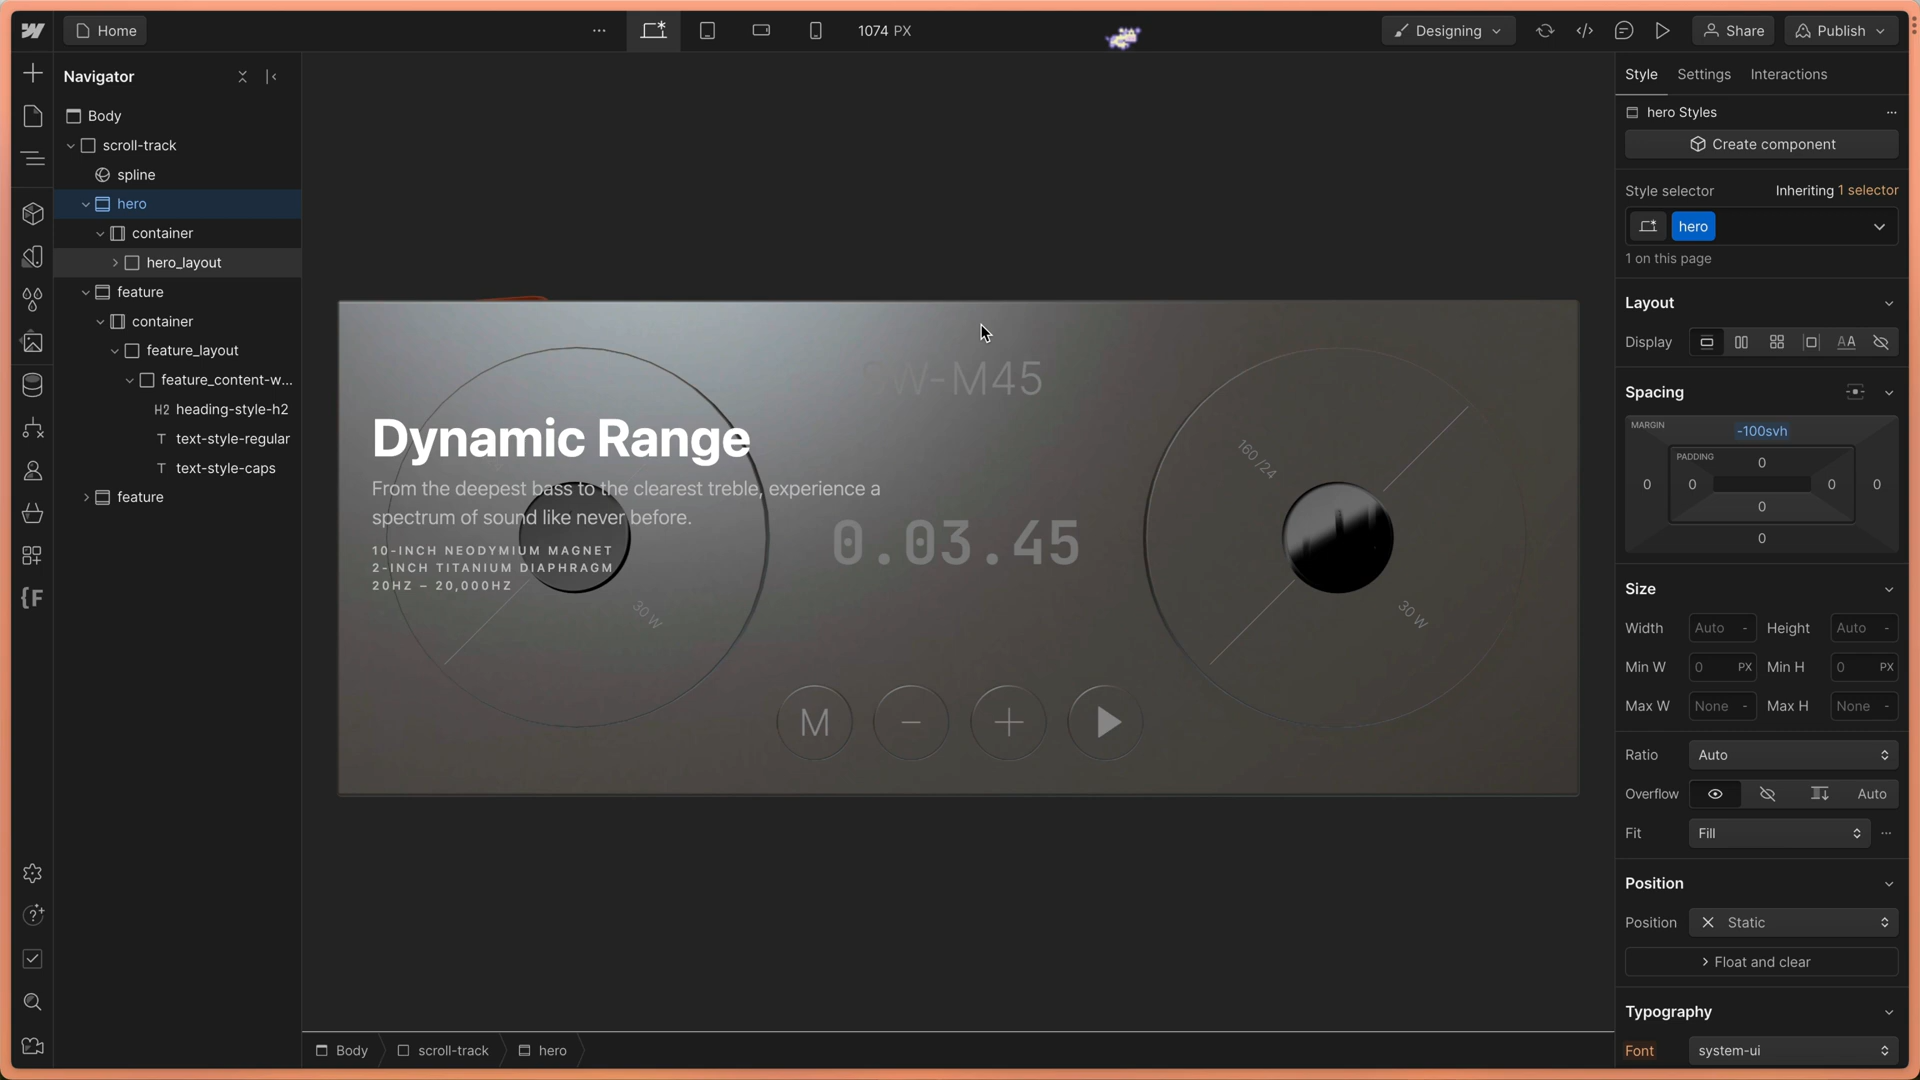 Home
1074 PX
Designing
Share
Publish
Navigator
Body
scroll-track
spline
hero
container
hero_layout
feature
container
feature_layout
feature_content-w...
H2 heading-style-h2
T text-style-regular
T text-style-caps
feature
{F
W-M45
Dynamic Range
From the deepest bass to the clearest treble, experience a
spectrum of sound like never before.
10-INCH NEODYMIUM MAGNET
2-INCH TITANIUM DIAPHRAGM
20HZ – 20,000HZ
0.03.45
160 /24
30 W
30 W
M
Body
scroll-track
hero
Style Settings Interactions
hero Styles
Create component
Style selector Inheriting 1 selector
hero
1 on this page
Layout
Display AA
Spacing
MARGIN -100svh
PADDING 0
0 0 0 0
0
0
Size
Width Auto - Height Auto -
Min W 0 PX Min H 0 PX
Max W None - Max H None -
Ratio Auto
Overflow Auto
Fit Fill
Position
Position Static
Float and clear
Typography
Font system-ui